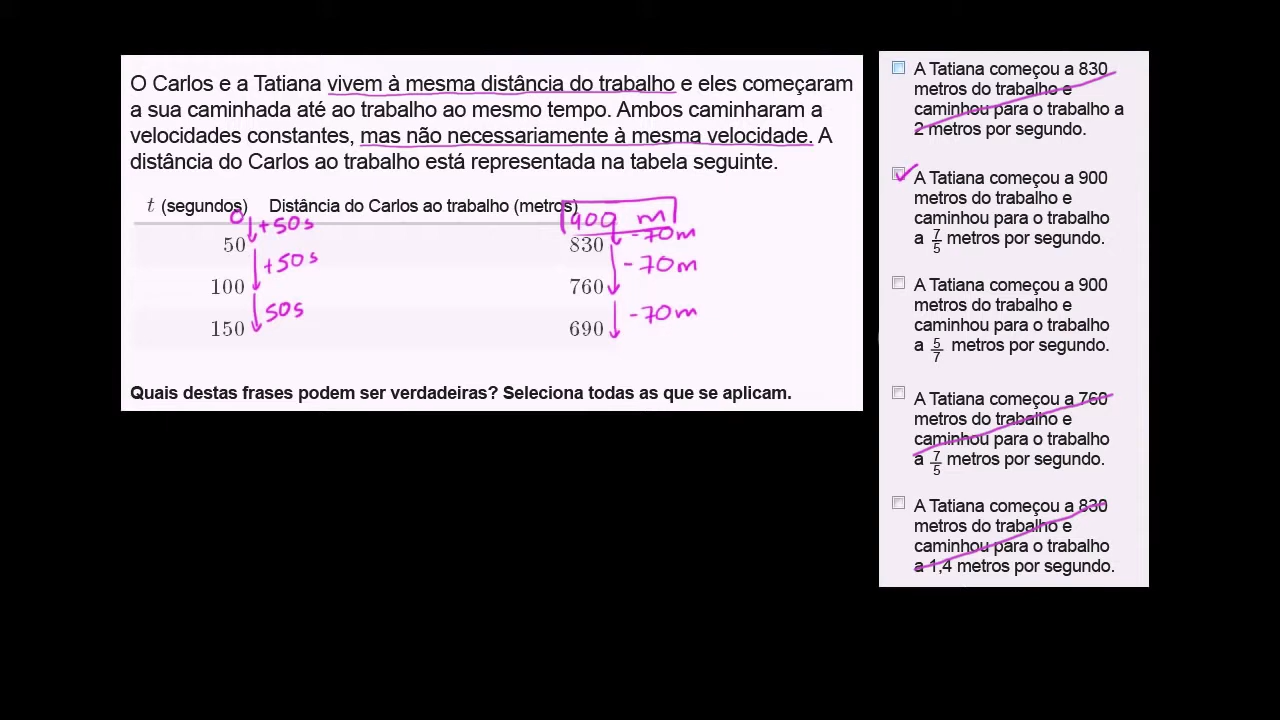 O Carlos e a Tatiana vivem à mesma distância do trabalho e eles começaram
a sua caminhada até ao trabalho ao mesmo tempo. Ambos caminharam a
velocidades constantes, mas não necessariamente à mesma velocidade. A
distância do Carlos ao trabalho está representada na tabela seguinte.
t (segundos) Distância do Carlos ao trabalho (metros)
0 +50s 900 m -70m
50 830
+50s -70m
100 760
50s -70m
150 690
Quais destas frases podem ser verdadeiras? Seleciona todas as que se aplicam.
A Tatiana começou a 830
metros do trabalho e
caminhou para o trabalho a
2 metros por segundo.
A Tatiana começou a 900
metros do trabalho e
caminhou para o trabalho
a 7/5 metros por segundo.
A Tatiana começou a 900
metros do trabalho e
caminhou para o trabalho
a 5/7 metros por segundo.
A Tatiana começou a 760
metros do trabalho e
caminhou para o trabalho
a 7/5 metros por segundo.
A Tatiana começou a 830
metros do trabalho e
caminhou para o trabalho
a 1,4 metros por segundo.